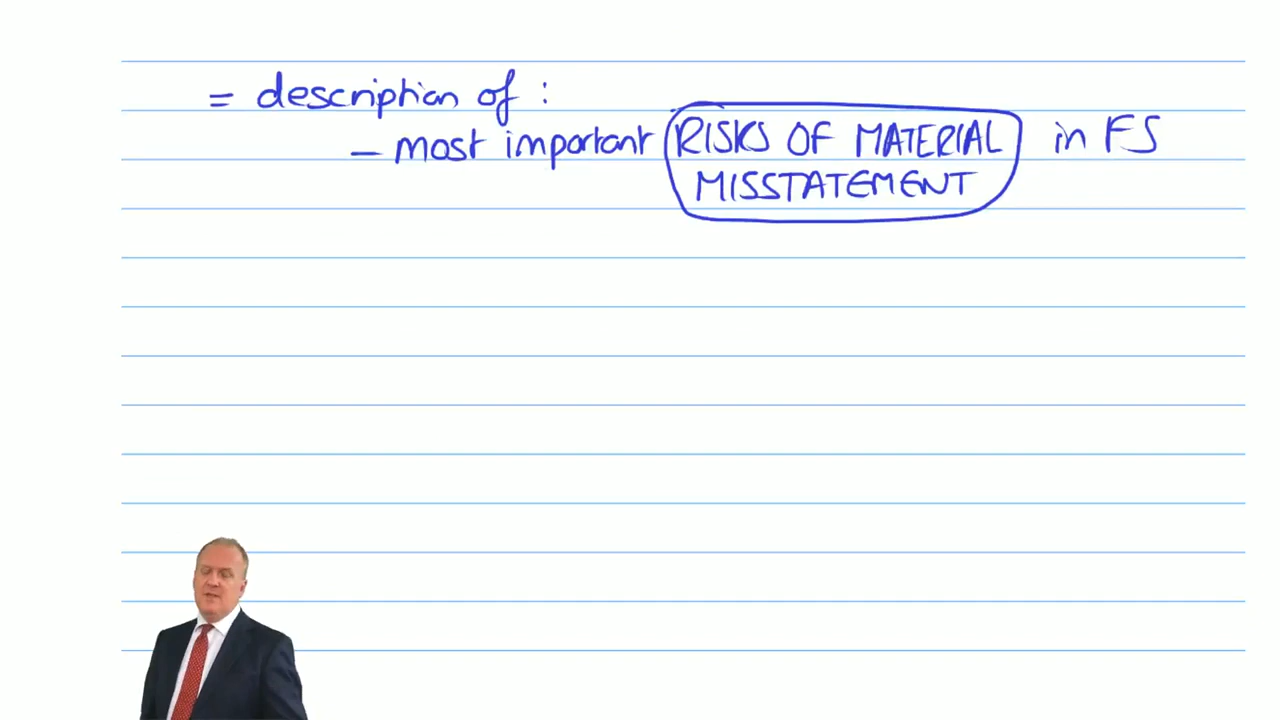 = description of :
– most important RISKS OF MATERIAL in FS
MISSTATEMENT